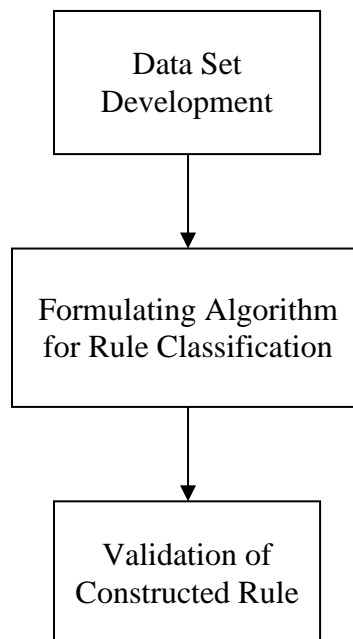 Data Set
Development
Formulating Algorithm
for Rule Classification
Validation of
Constructed Rule